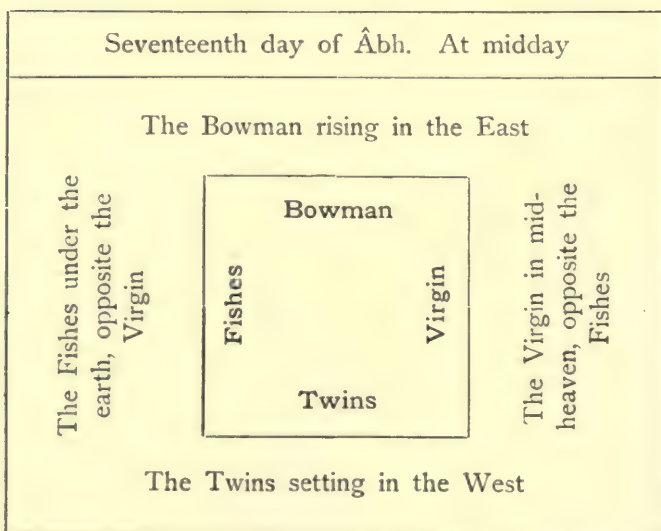 Seventeenth day of Âbh. At midday
The Bowman rising in the East
The Fishes under the
earth, opposite the
Virgin
Bowman
Fishes
Virgin
Twins
The Virgin in mid-
heaven, opposite the
Fishes
The Twins setting in the West